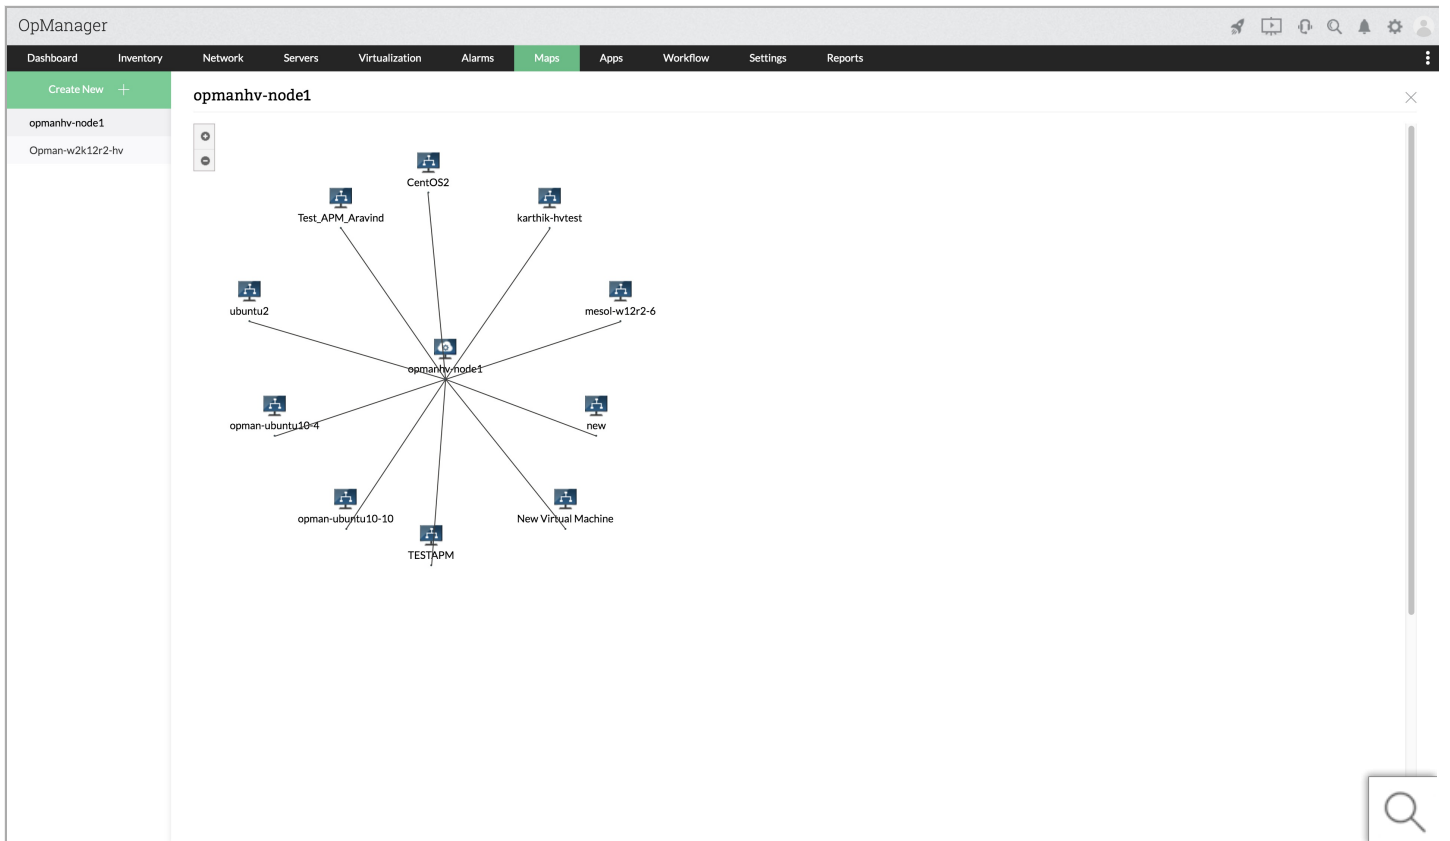 OpManager
Dashboard Inventory Network Servers Virtualization Alarms Maps Apps Workflow Settings Reports
Create New
opmanhv-node1
Opman-w2k12r2-hv
opmanhv-node1
CentOS2
Test_APM_Aravind
karthik-hvtest
ubuntu2
mesol-w12r2-6
opmanhv-node1
opman-ubuntu10-4
new
opman-ubuntu10-10
New Virtual Machine
TESTAPM